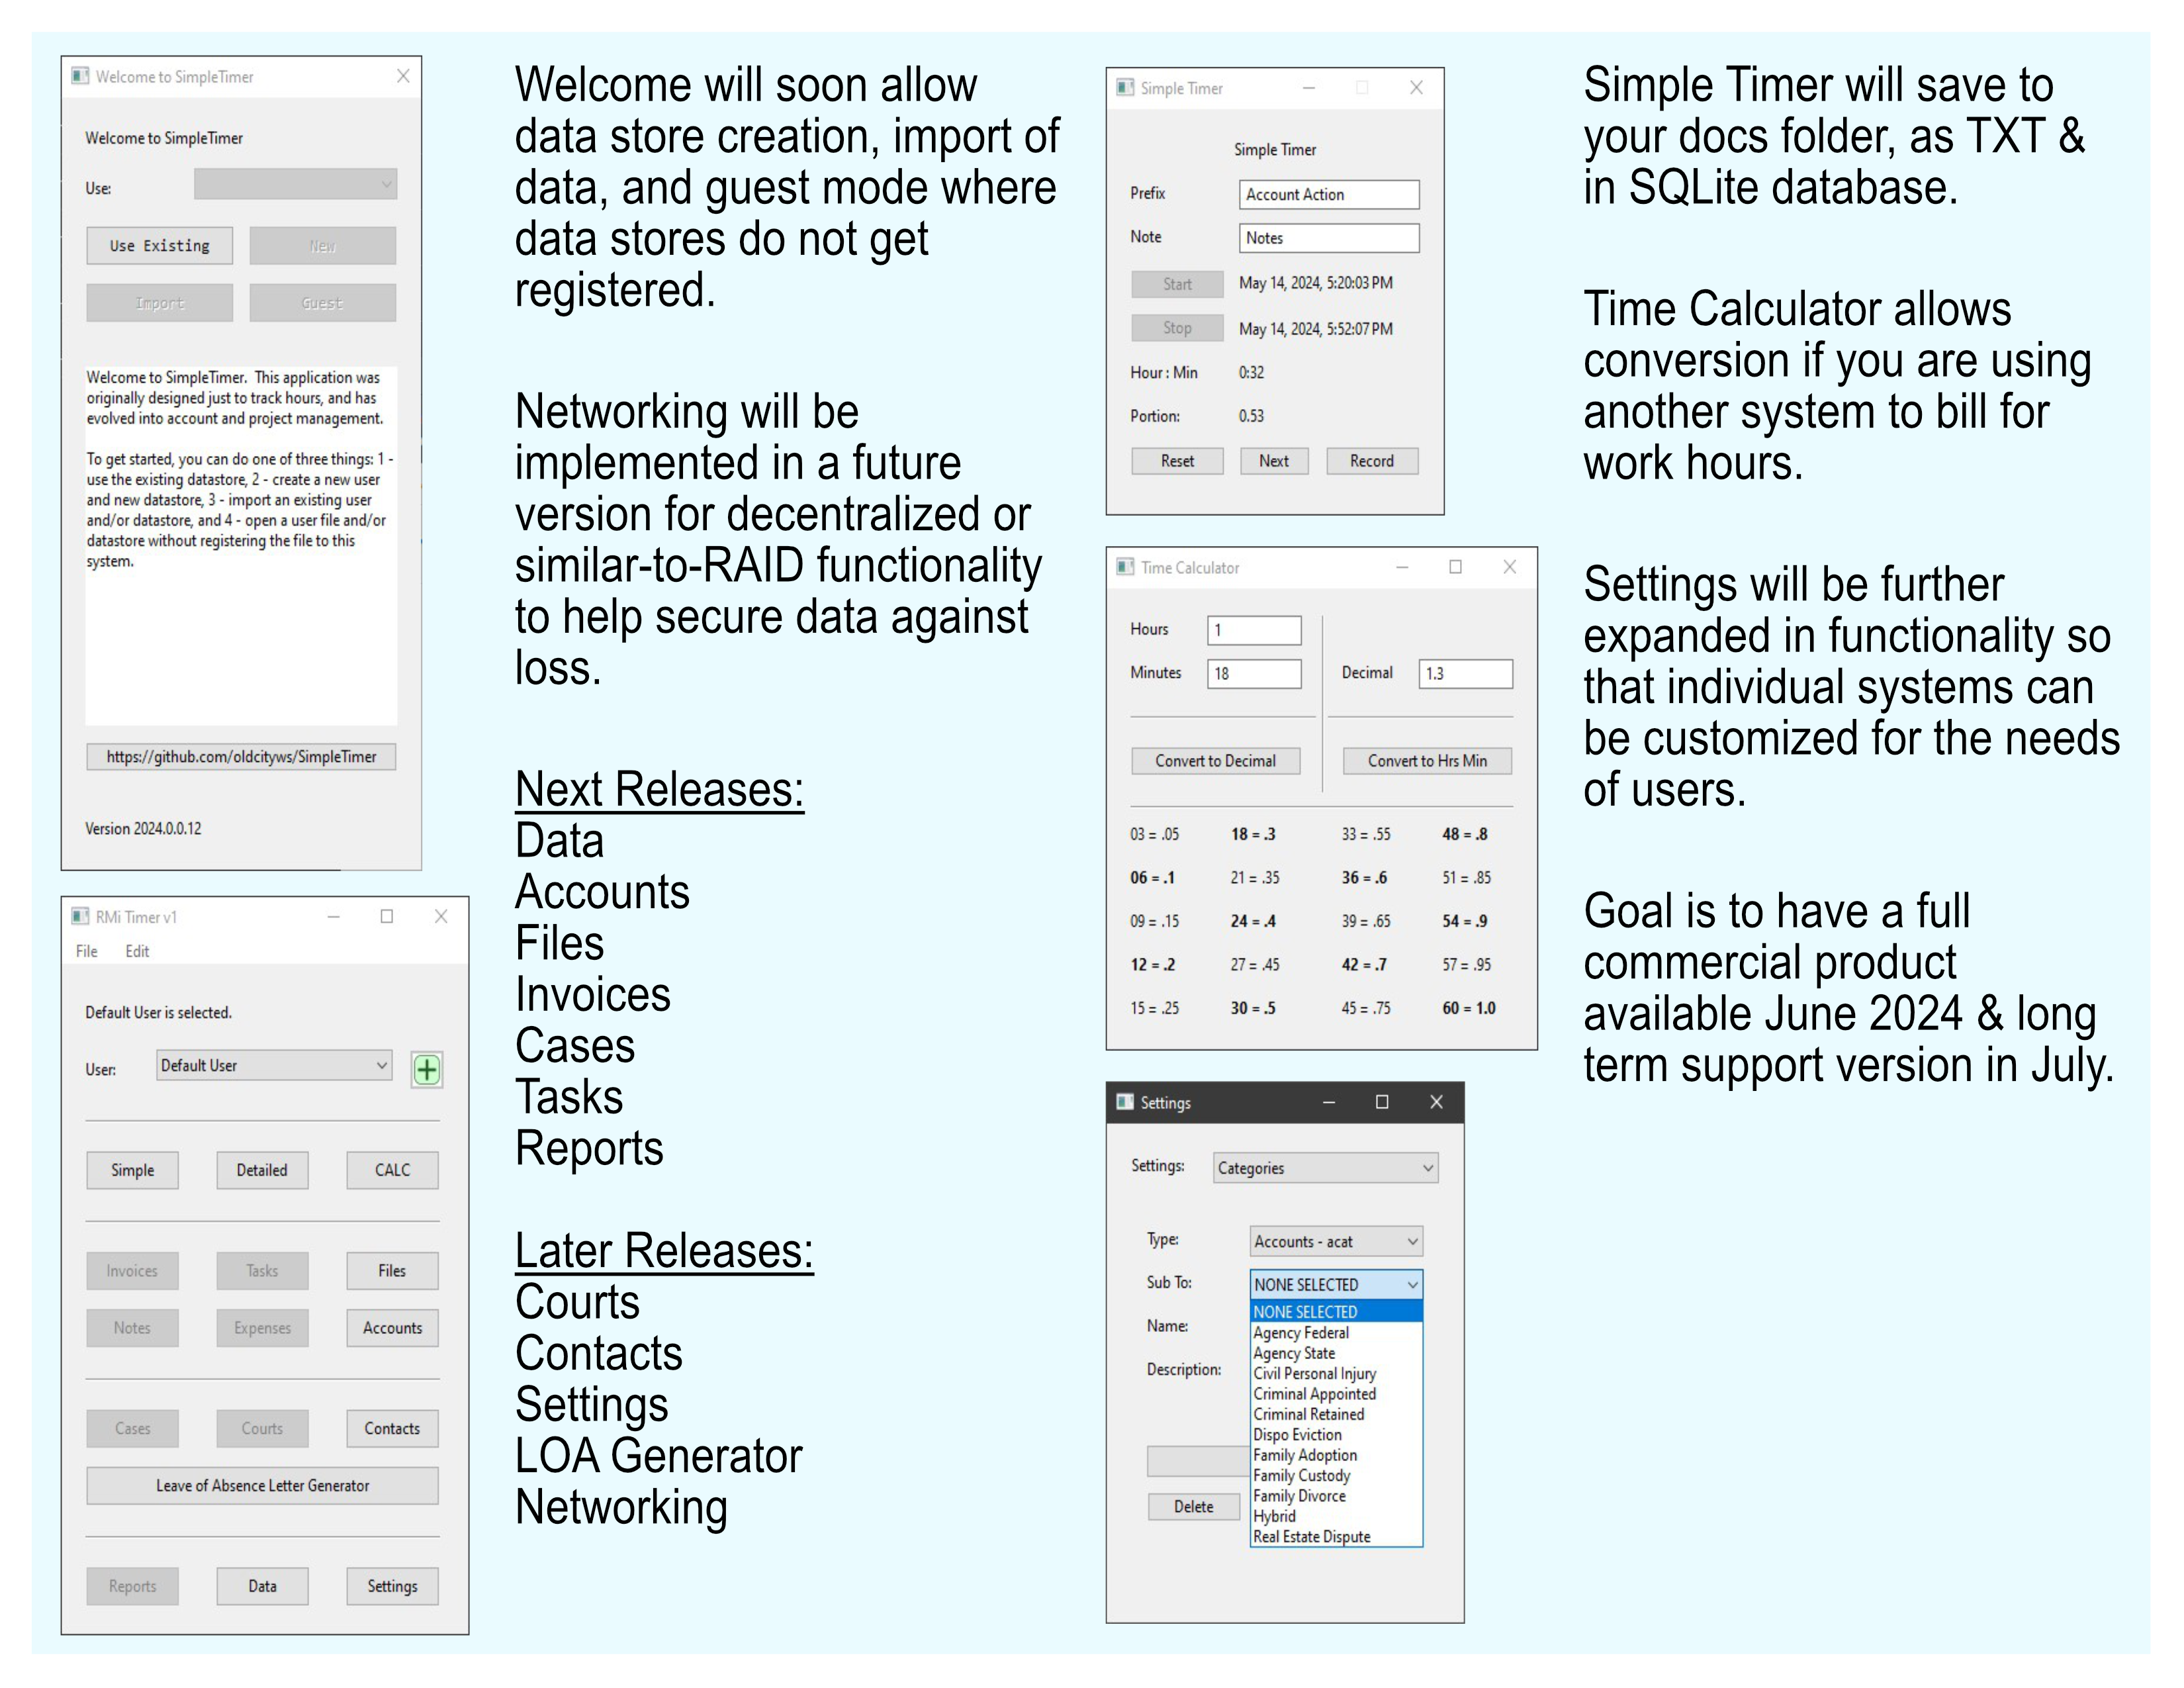 Welcome to SimpleTimer
Welcome to SimpleTimer
Use:
Use Existing
New
Import
Guest
Welcome to SimpleTimer. This application was
originally designed just to track hours, and has
evolved into account and project management.
To get started, you can do one of three things: 1 -
use the existing datastore, 2 - create a new user
and new datastore, 3 - import an existing user
and/or datastore, and 4 - open a user file and/or
datastore without registering the file to this
system.
https://github.com/oldcityws/SimpleTimer
Version 2024.0.0.12
RMi Timer v1
File Edit
Default User is selected.
User: Default User
Simple Detailed CALC
Invoices Tasks Files
Notes Expenses Accounts
Cases Courts Contacts
Leave of Absence Letter Generator
Reports Data Settings
Welcome will soon allow
data store creation, import of
data, and guest mode where
data stores do not get
registered.
Networking will be
implemented in a future
version for decentralized or
similar-to-RAID functionality
to help secure data against
loss.
Next Releases:
Data
Accounts
Files
Invoices
Cases
Tasks
Reports
Later Releases:
Courts
Contacts
Settings
LOA Generator
Networking
Simple Timer
Simple Timer
Prefix Account Action
Note Notes
Start May 14, 2024, 5:20:03 PM
Stop May 14, 2024, 5:52:07 PM
Hour : Min 0:32
Portion: 0.53
Reset Next Record
Time Calculator
Hours 1
Minutes 18 Decimal 1.3
Convert to Decimal Convert to Hrs Min
03 = .05 18 = .3 33 = .55 48 = .8
06 = .1 21 = .35 36 = .6 51 = .85
09 = .15 24 = .4 39 = .65 54 = .9
12 = .2 27 = .45 42 = .7 57 = .95
15 = .25 30 = .5 45 = .75 60 = 1.0
Settings
Settings: Categories
Type: Accounts - acat
Sub To: NONE SELECTED
Name:
Description:
NONE SELECTED
Agency Federal
Agency State
Civil Personal Injury
Criminal Appointed
Criminal Retained
Dispo Eviction
Family Adoption
Family Custody
Family Divorce
Hybrid
Real Estate Dispute
Delete
Simple Timer will save to
your docs folder, as TXT &
in SQLite database.
Time Calculator allows
conversion if you are using
another system to bill for
work hours.
Settings will be further
expanded in functionality so
that individual systems can
be customized for the needs
of users.
Goal is to have a full
commercial product
available June 2024 & long
term support version in July.